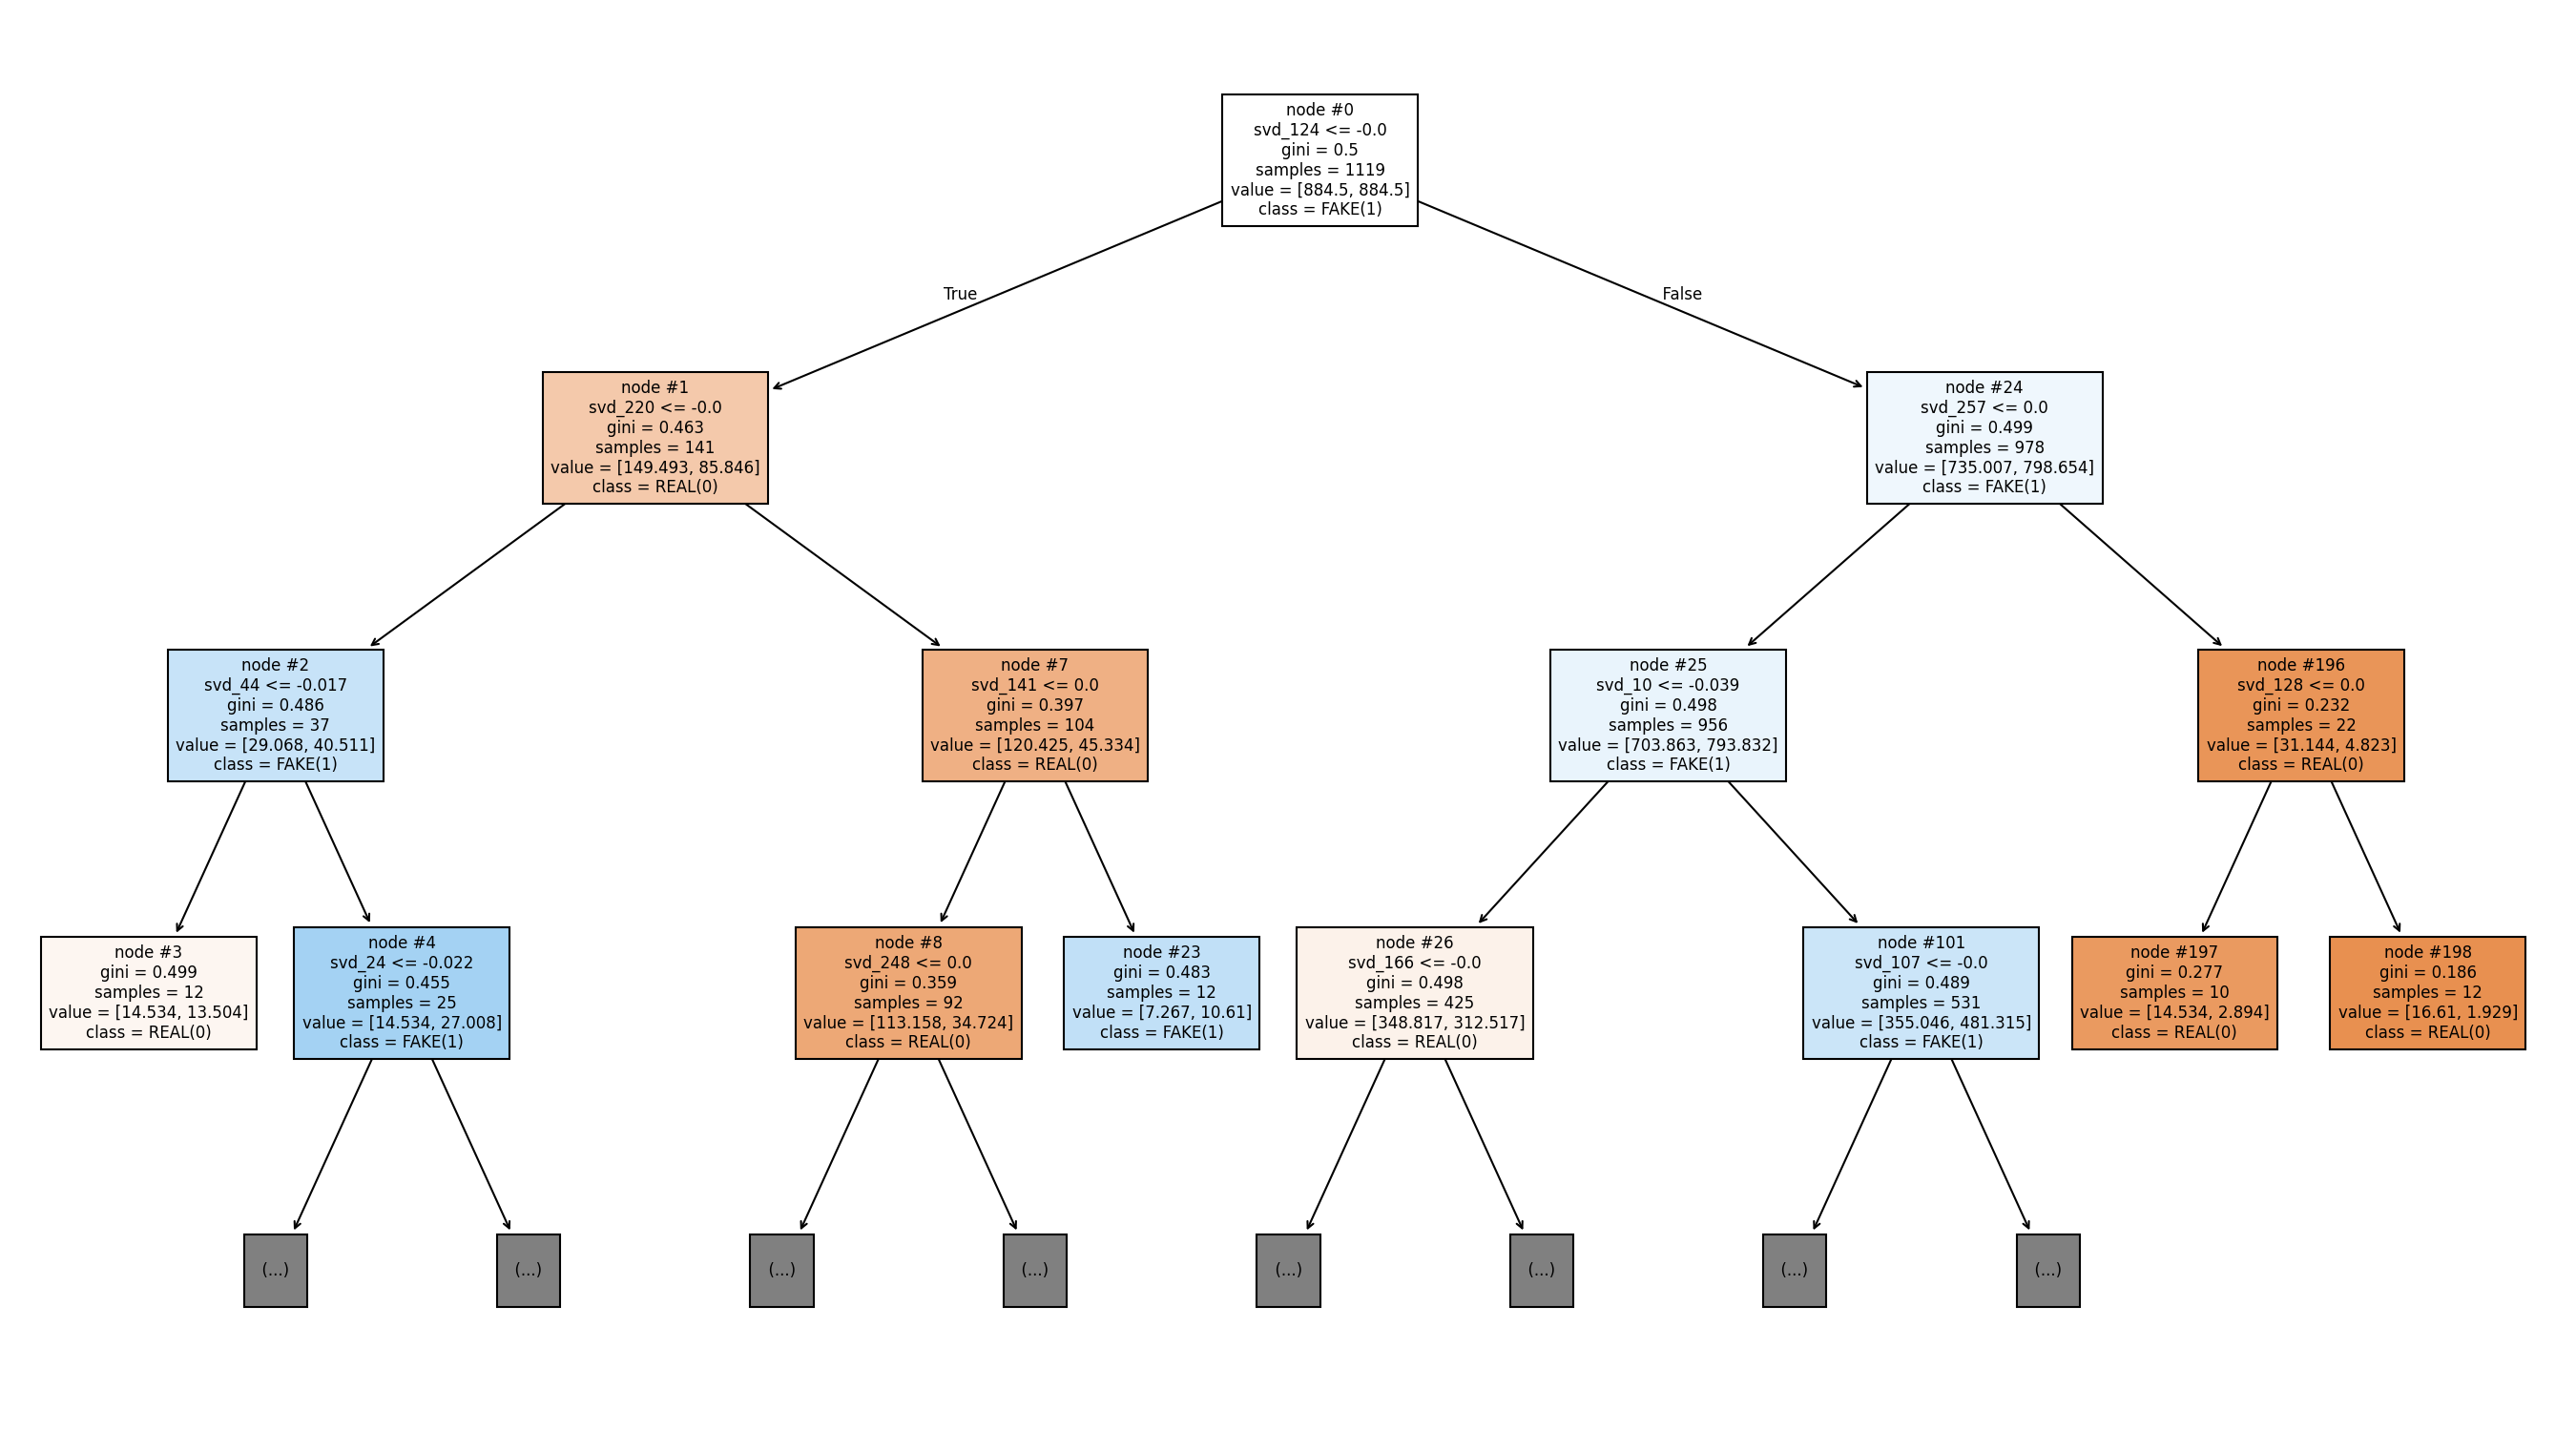 node #0
svd_124 <= -0.0
gini = 0.5
samples = 1119
value = [884.5, 884.5]
class = FAKE(1)
True
False
node #1
svd_220 <= -0.0
gini = 0.463
samples = 141
value = [149.493, 85.846]
class = REAL(0)
node #24
svd_257 <= 0.0
gini = 0.499
samples = 978
value = [735.007, 798.654]
class = FAKE(1)
node #2
svd_44 <= -0.017
gini = 0.486
samples = 37
value = [29.068, 40.511]
class = FAKE(1)
node #7
svd_141 <= 0.0
gini = 0.397
samples = 104
value = [120.425, 45.334]
class = REAL(0)
node #25
svd_10 <= -0.039
gini = 0.498
samples = 956
value = [703.863, 793.832]
class = FAKE(1)
node #196
svd_128 <= 0.0
gini = 0.232
samples = 22
value = [31.144, 4.823]
class = REAL(0)
node #3
gini = 0.499
samples = 12
value = [14.534, 13.504]
class = REAL(0)
node #4
svd_24 <= -0.022
gini = 0.455
samples = 25
value = [14.534, 27.008]
class = FAKE(1)
node #8
svd_248 <= 0.0
gini = 0.359
samples = 92
value = [113.158, 34.724]
class = REAL(0)
node #23
gini = 0.483
samples = 12
value = [7.267, 10.61]
class = FAKE(1)
node #26
svd_166 <= -0.0
gini = 0.498
samples = 425
value = [348.817, 312.517]
class = REAL(0)
node #101
svd_107 <= -0.0
gini = 0.489
samples = 531
value = [355.046, 481.315]
class = FAKE(1)
node #197
gini = 0.277
samples = 10
value = [14.534, 2.894]
class = REAL(0)
node #198
gini = 0.186
samples = 12
value = [16.61, 1.929]
class = REAL(0)
(...)
(...)
(...)
(...)
(...)
(...)
(...)
(...)